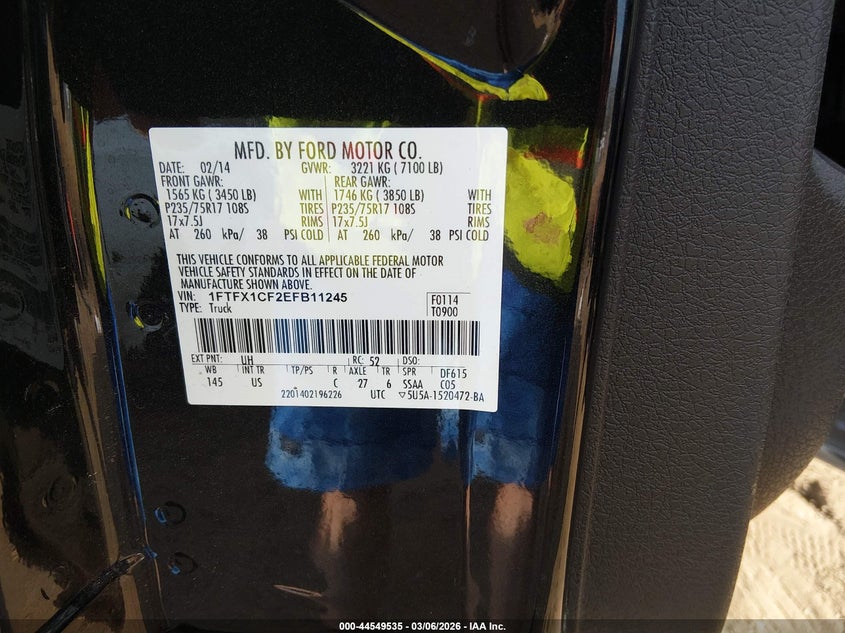 MFD. BY FORD MOTOR CO.
DATE: 02/14 GVWR: 3221 KG ( 7100 LB)
FRONT GAWR: REAR GAWR:
1565 KG ( 3450 LB) WITH 1746 KG ( 3850 LB) WITH
P235/75R17 108S TIRES P235/75R17 108S TIRES
17x7.5J RIMS 17x7.5J RIMS
AT 260 kPa/ 38 PSI COLD AT 260 kPa/ 38 PSI COLD
THIS VEHICLE CONFORMS TO ALL APPLICABLE FEDERAL MOTOR
VEHICLE SAFETY STANDARDS IN EFFECT ON THE DATE OF
MANUFACTURE SHOWN ABOVE.
VIN: 1FTFX1CF2EFB11245 F0114
TYPE: Truck T0900
EXT PNT: UH RC: 52 DSO:
WB INT TR TP/PS R AXLE TR SPR DF615
145 US C 27 6 SSAA C05
2201402196226 UTC ▽5U5A-1520472-BA
000-44549535 - 03/06/2026 - IAA Inc.